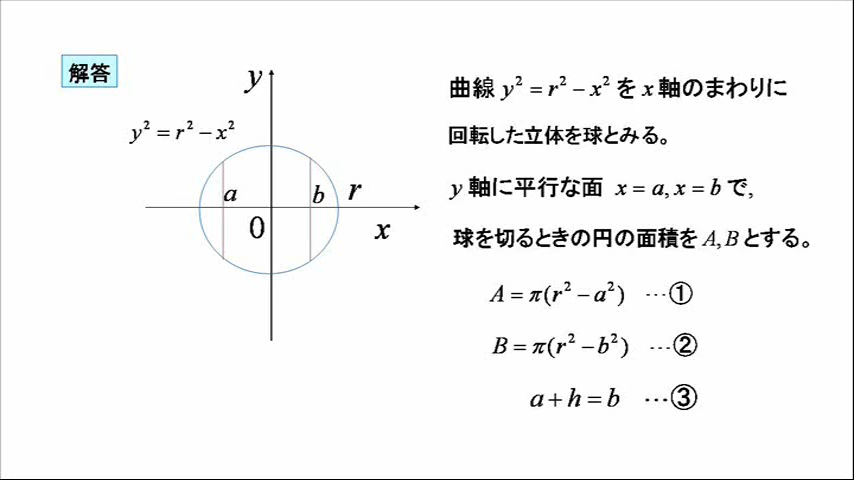 解答
y
y² = r² − x²
a
b
r
0
x
曲線 y² = r² − x² を x 軸のまわりに
回転した立体を球とみる。
y 軸に平行な面 x = a, x = b で,
球を切るときの円の面積を A, B とする。
A = π(r² − a²) …①
B = π(r² − b²) …②
a + h = b …③